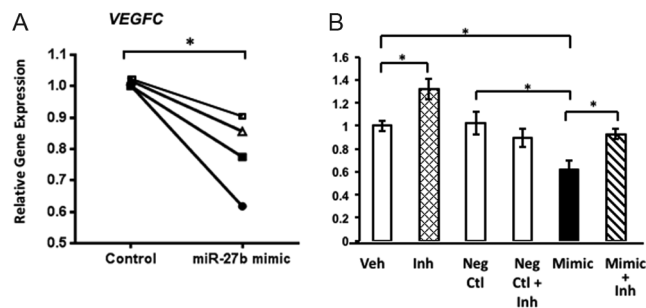 A
VEGFC
*
Relative Gene Expression
1.1
1.0
0.9
0.8
0.7
0.6
0.5
Control
miR-27b mimic
B
*
*
*
*
1.6
1.4
1.2
1
0.8
0.6
0.4
0.2
0
Veh
Inh
Neg
Ctl
Neg
Ctl +
Inh
Mimic
Mimic
+
Inh